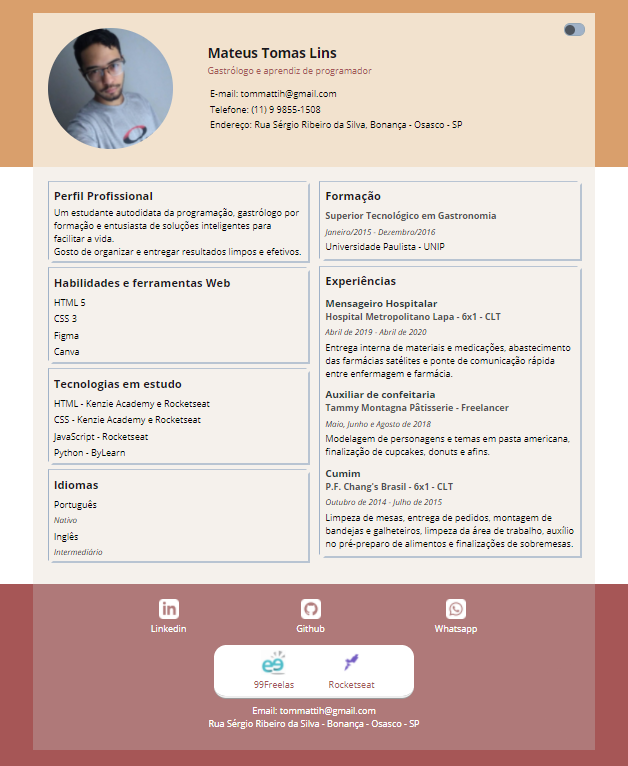 Mateus Tomas Lins
Gastrólogo e aprendiz de programador
E-mail: tommattih@gmail.com
Telefone: (11) 9 9855-1508
Endereço: Rua Sérgio Ribeiro da Silva, Bonança - Osasco - SP
Perfil Profissional
Um estudante autodidata da programação, gastrólogo por
formação e entusiasta de soluções inteligentes para
facilitar a vida.
Gosto de organizar e entregar resultados limpos e efetivos.
Habilidades e ferramentas Web
HTML 5
CSS 3
Figma
Canva
Tecnologias em estudo
HTML - Kenzie Academy e Rocketseat
CSS - Kenzie Academy e Rocketseat
JavaScript - Rocketseat
Python - ByLearn
Idiomas
Português
Nativo
Inglês
Intermediário
Formação
Superior Tecnológico em Gastronomia
Janeiro/2015 - Dezembro/2016
Universidade Paulista - UNIP
Experiências
Mensageiro Hospitalar
Hospital Metropolitano Lapa - 6x1 - CLT
Abril de 2019 - Abril de 2020
Entrega interna de materiais e medicações, abastecimento
das farmácias satélites e ponte de comunicação rápida
entre enfermagem e farmácia.
Auxiliar de confeitaria
Tammy Montagna Pâtisserie - Freelancer
Maio, Junho e Agosto de 2018
Modelagem de personagens e temas em pasta americana,
finalização de cupcakes, donuts e afins.
Cumim
P.F. Chang's Brasil - 6x1 - CLT
Outubro de 2014 - Julho de 2015
Limpeza de mesas, entrega de pedidos, montagem de
bandejas e galheteiros, limpeza da área de trabalho, auxílio
no pré-preparo de alimentos e finalizações de sobremesas.
Linkedin
Github
Whatsapp
99Freelas
Rocketseat
Email: tommattih@gmail.com
Rua Sérgio Ribeiro da Silva - Bonança - Osasco - SP